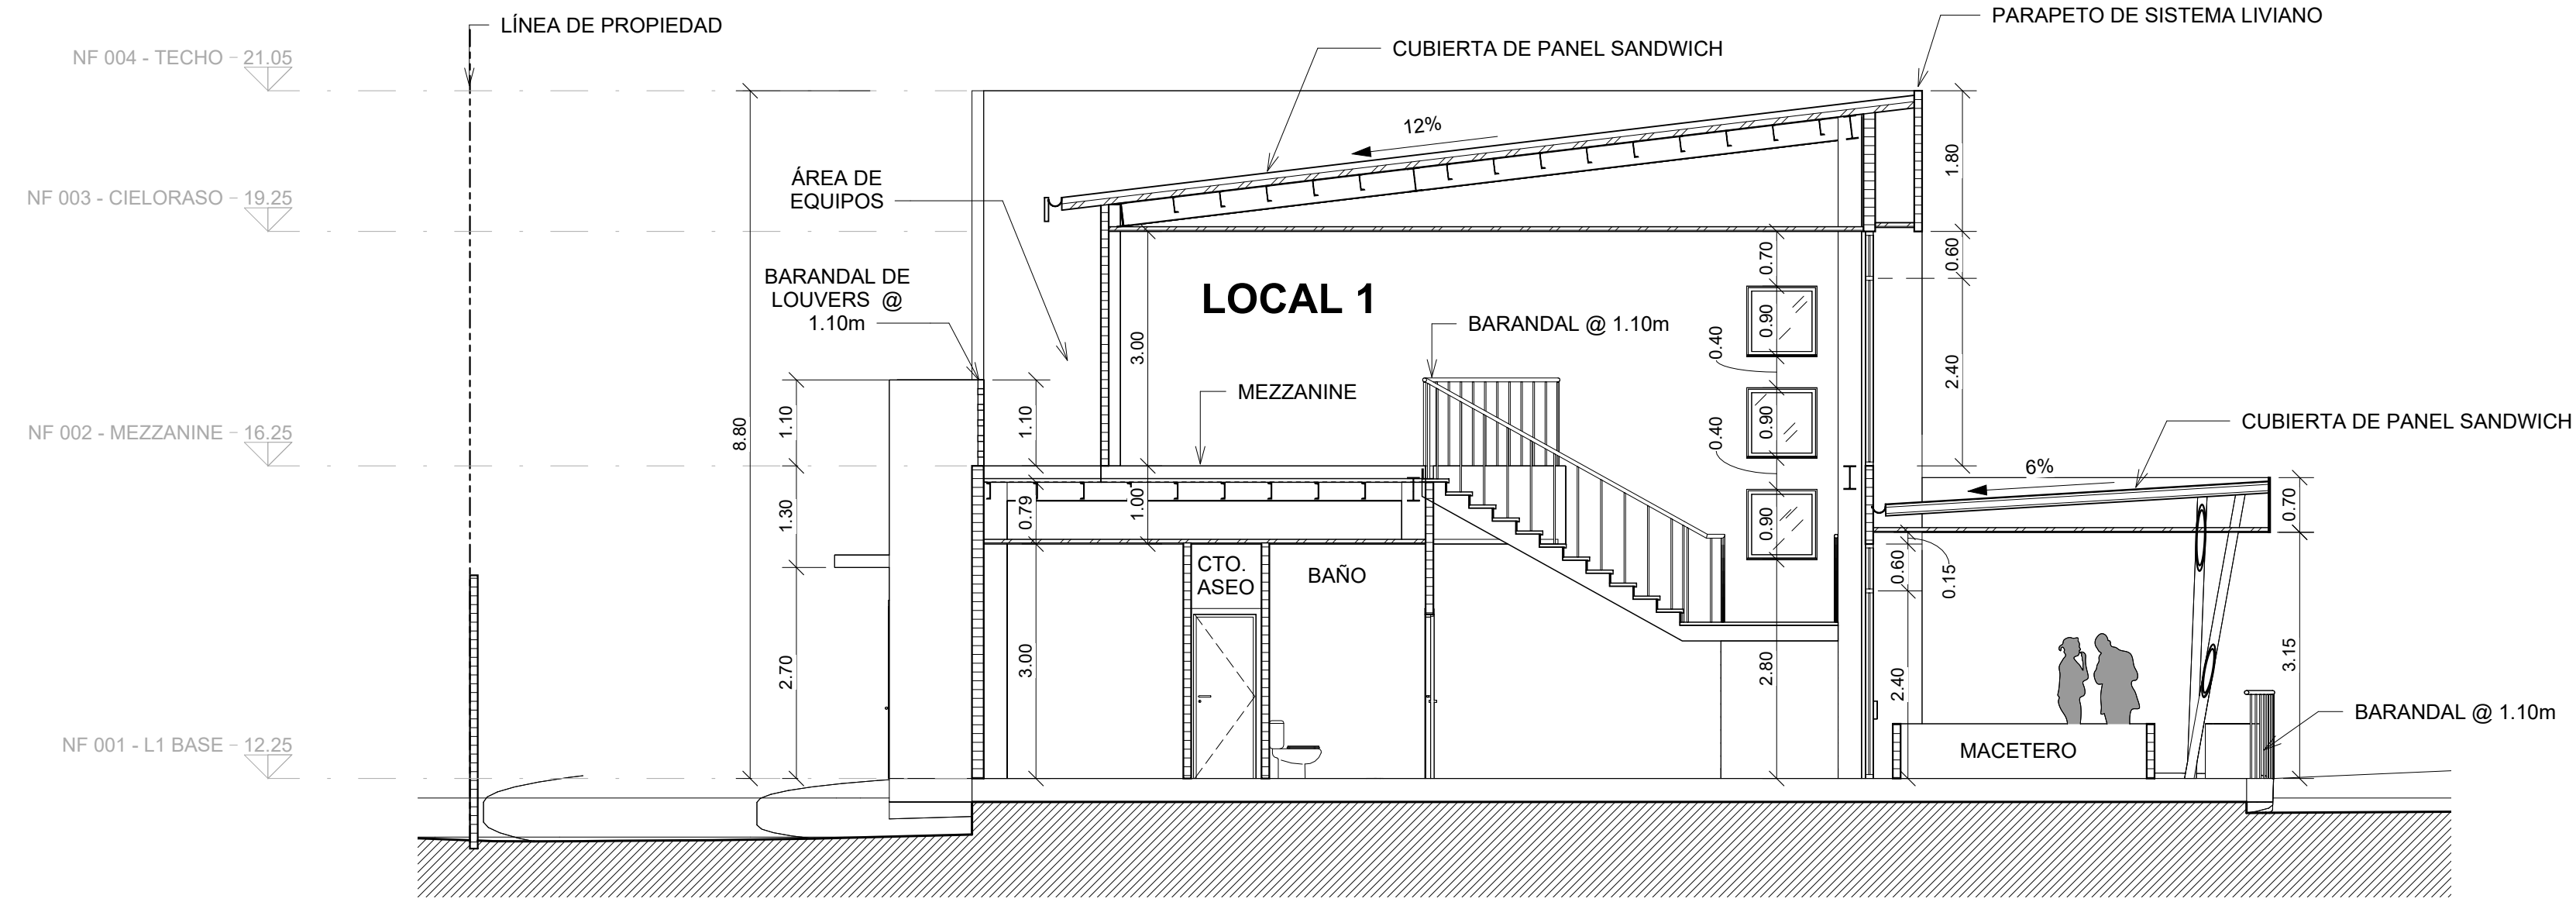 LÍNEA DE PROPIEDAD
PARAPETO DE SISTEMA LIVIANO
CUBIERTA DE PANEL SANDWICH
NF 004 - TECHO - 21.05
12%
1.80
ÁREA DE
EQUIPOS
NF 003 - CIELORASO - 19.25
0.70
0.60
BARANDAL DE
LOUVERS @
1.10m
LOCAL 1
BARANDAL @ 1.10m
0.90
0.40
3.00
2.40
MEZZANINE
1.10
1.10
8.80
0.90
0.40
CUBIERTA DE PANEL SANDWICH
NF 002 - MEZZANINE - 16.25
6%
1.30
0.79
1.00
0.90
0.70
CTO.
ASEO
BAÑO
0.60
0.15
2.70
3.00
2.80
2.40
3.15
BARANDAL @ 1.10m
NF 001 - L1 BASE - 12.25
MACETERO